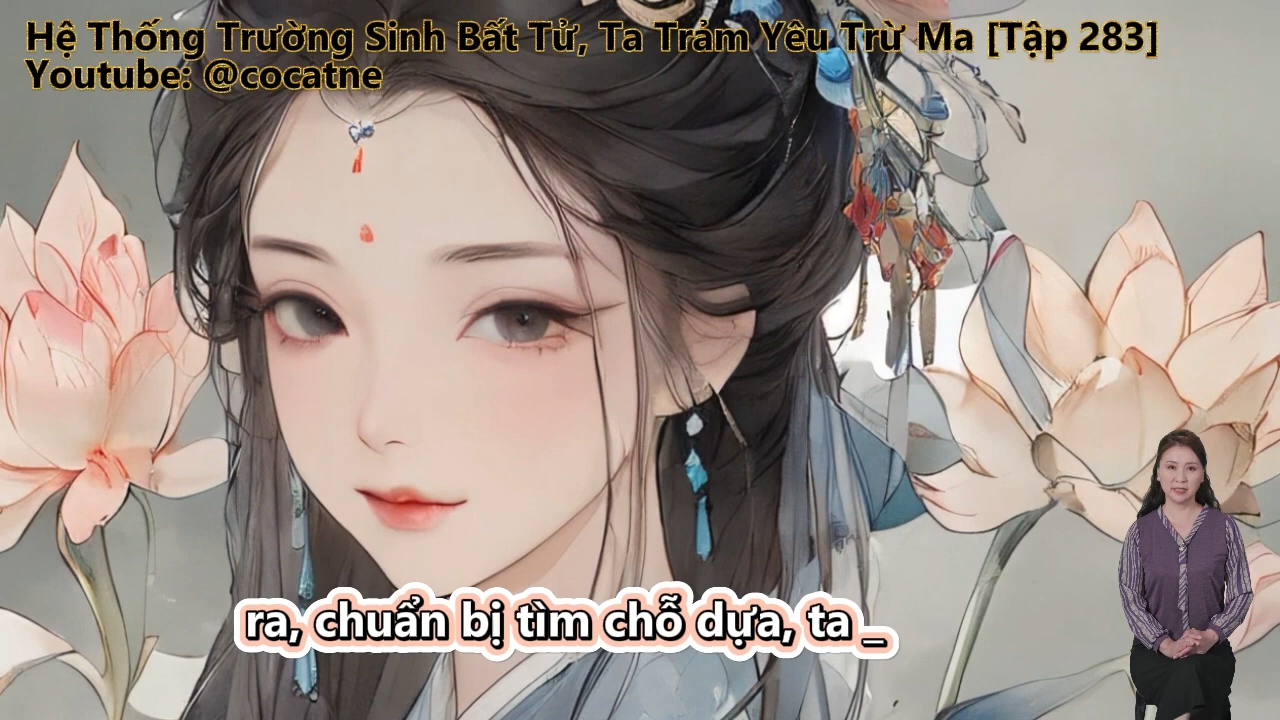 Hệ Thống Trường Sinh Bất Tử, Ta Trảm Yêu Trừ Ma [Tập 283]
Youtube: @cocatne
ra, chuẩn bị tìm chỗ dựa, ta _